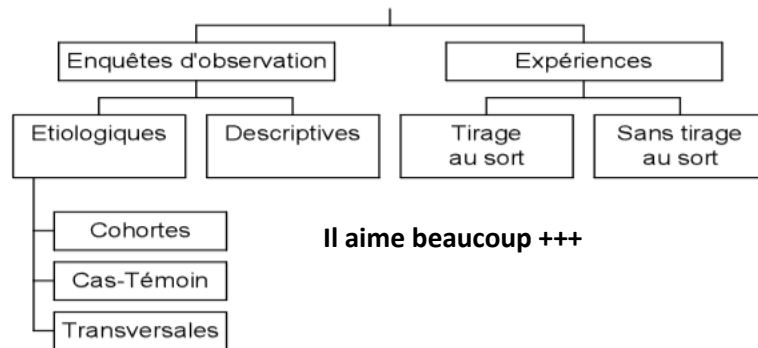 Enquêtes d'observation
Expériences
Etiologiques
Descriptives
Tirage
au sort
Sans tirage
au sort
Cohortes
Il aime beaucoup +++
Cas-Témoin
Transversales